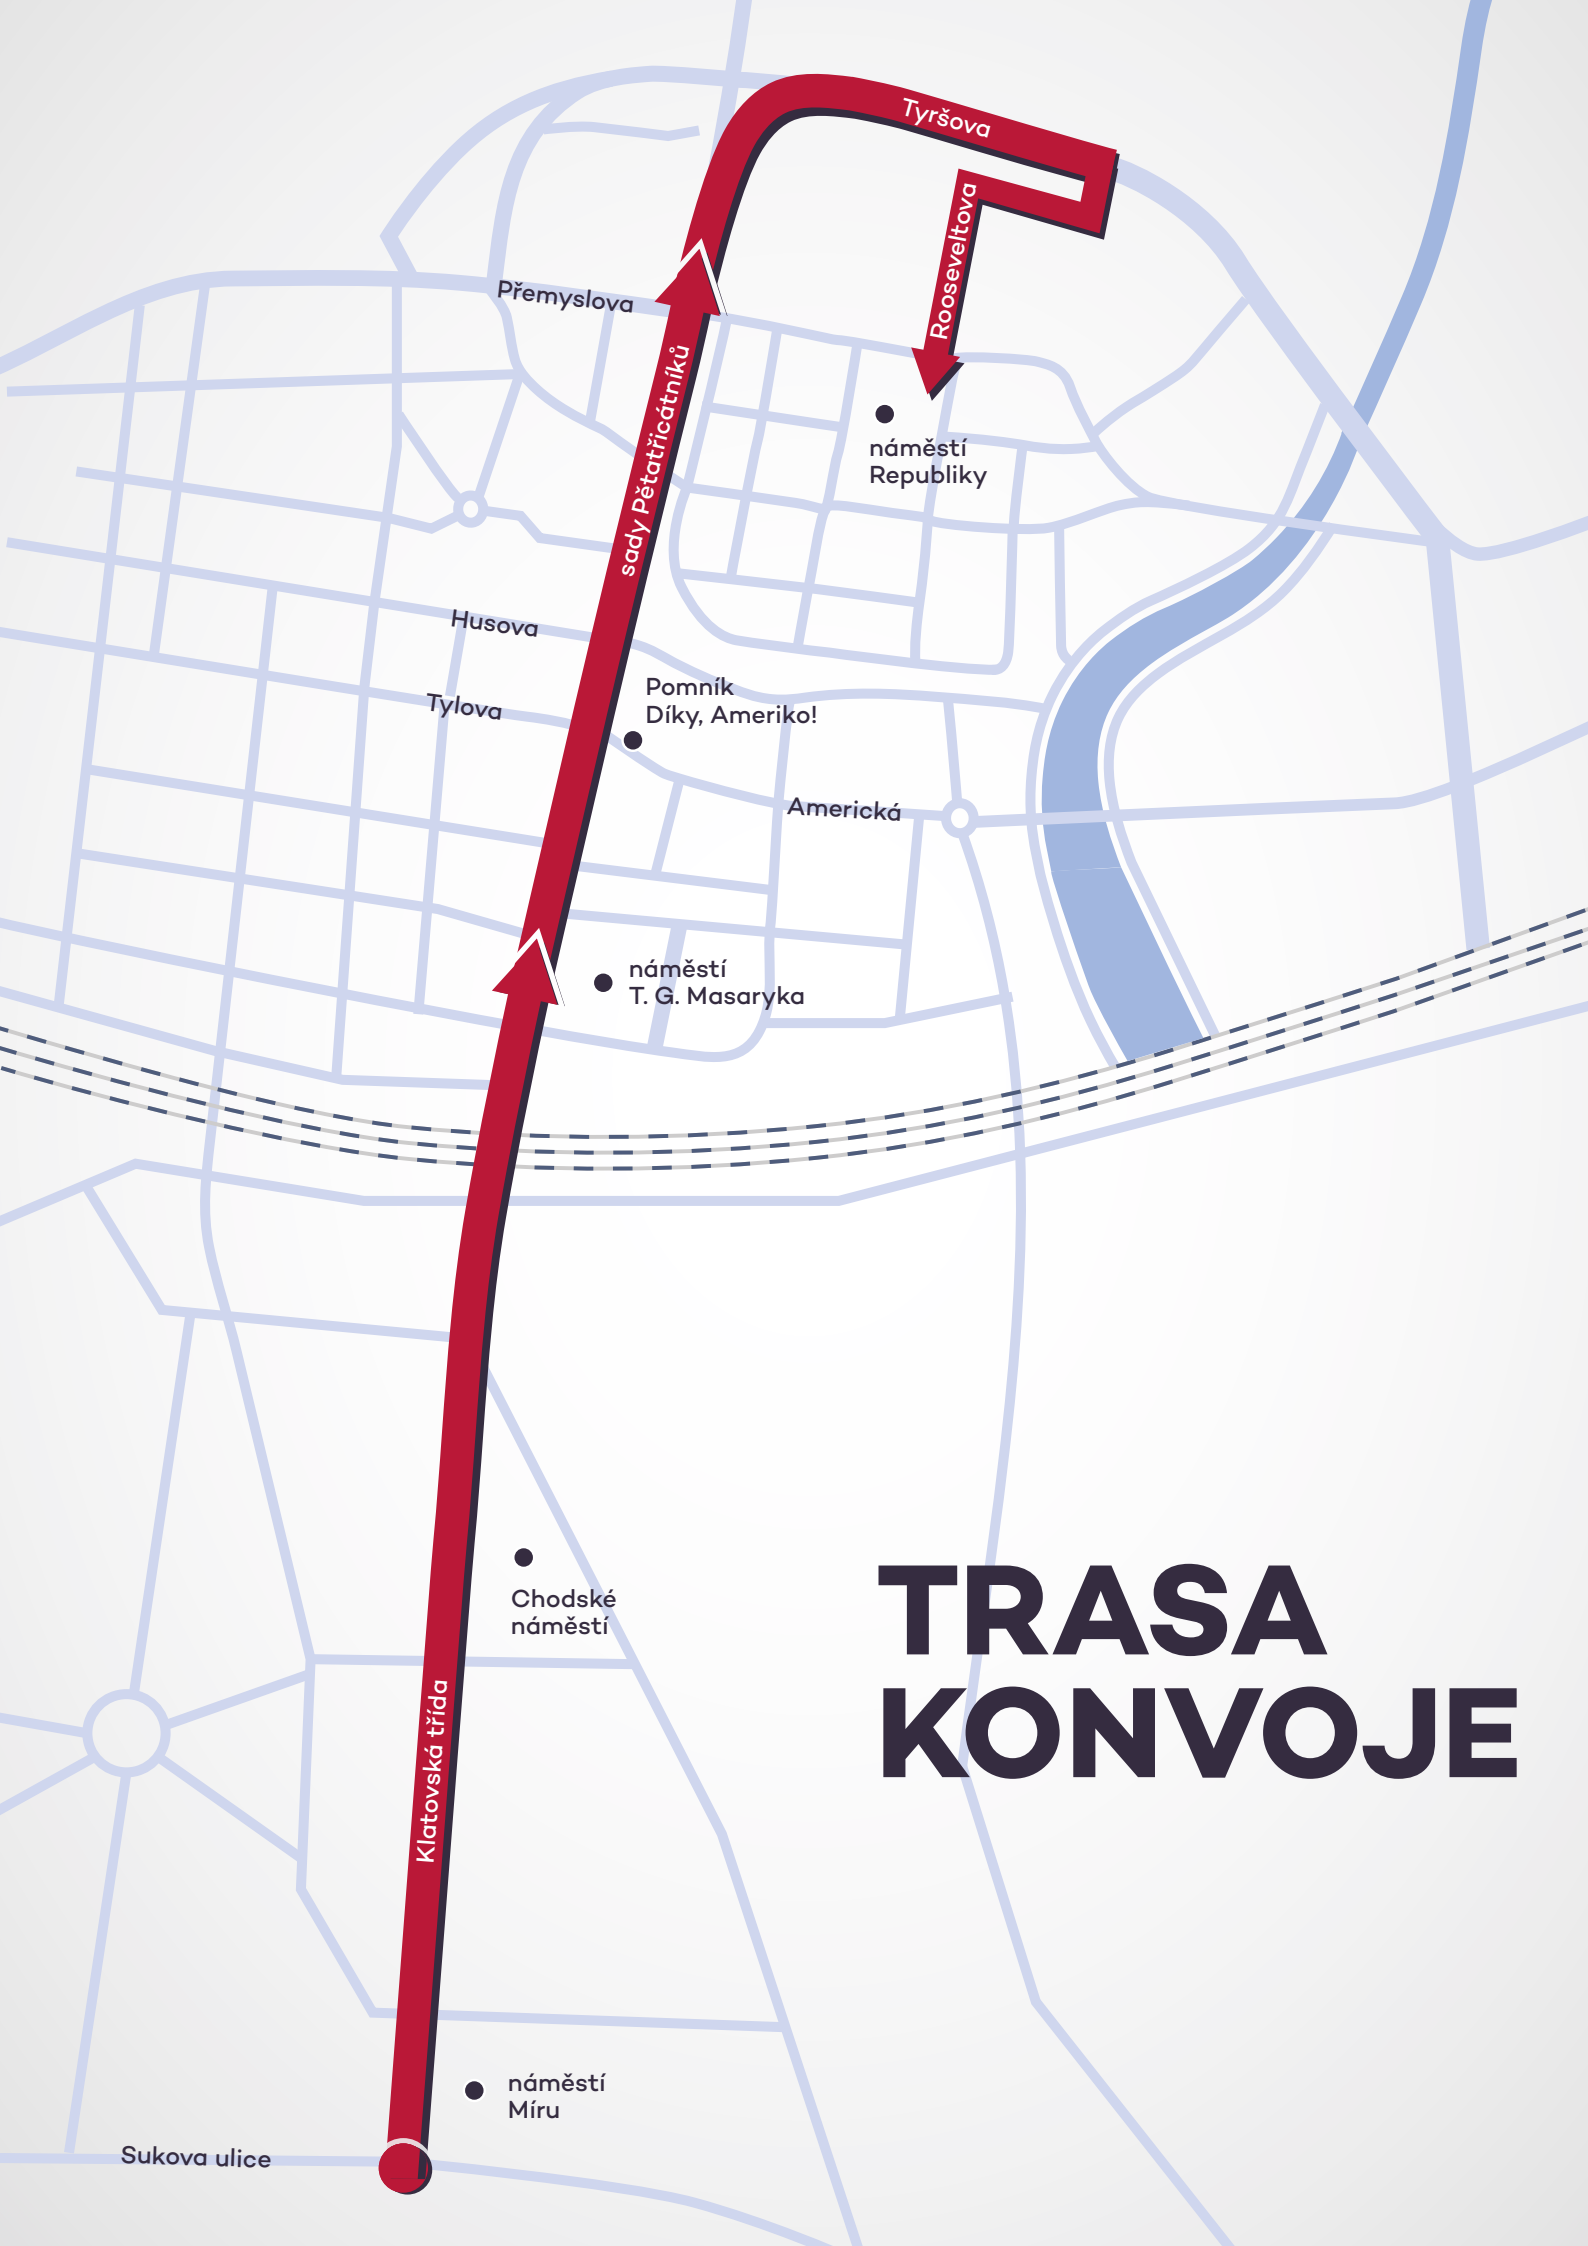 Tyršova
Rooseveltova
Přemyslova
sady Pětatřicátníků
náměstí
Republiky
Husova
Pomník
Díky, Ameriko!
Tylova
Americká
náměstí
T. G. Masaryka
Chodské
náměstí
TRASA
KONVOJE
Klatovská třída
náměstí
Míru
Sukova ulice